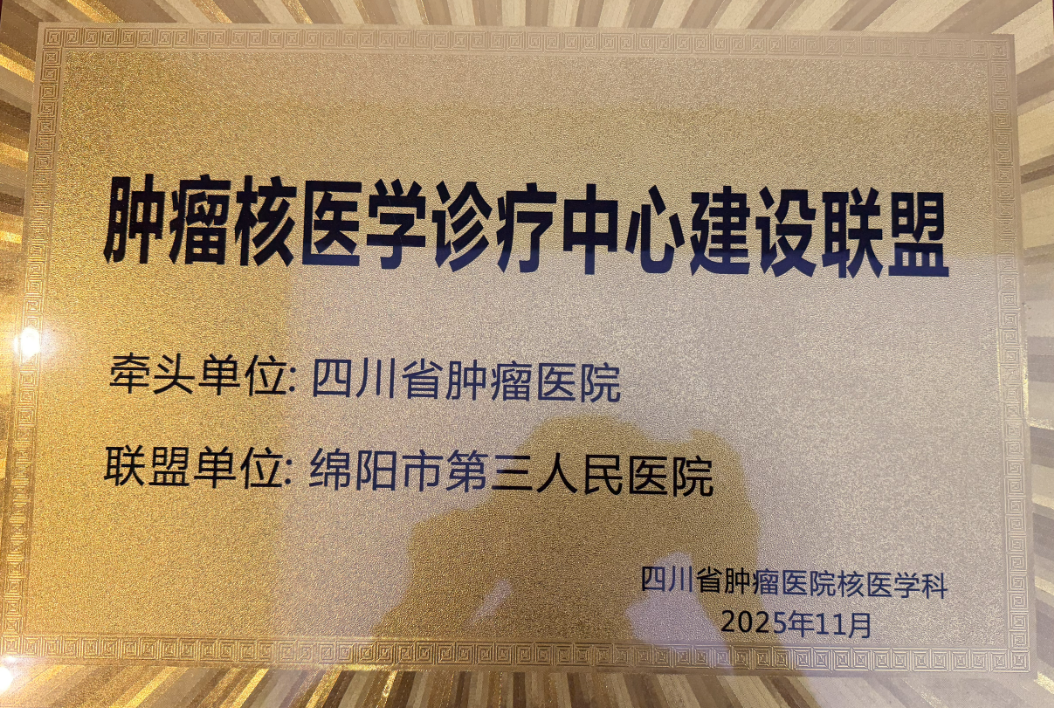 肿瘤核医学诊疗中心建设联盟
牵头单位: 四川省肿瘤医院
联盟单位: 绵阳市第三人民医院
四川省肿瘤医院核医学科
2025年11月